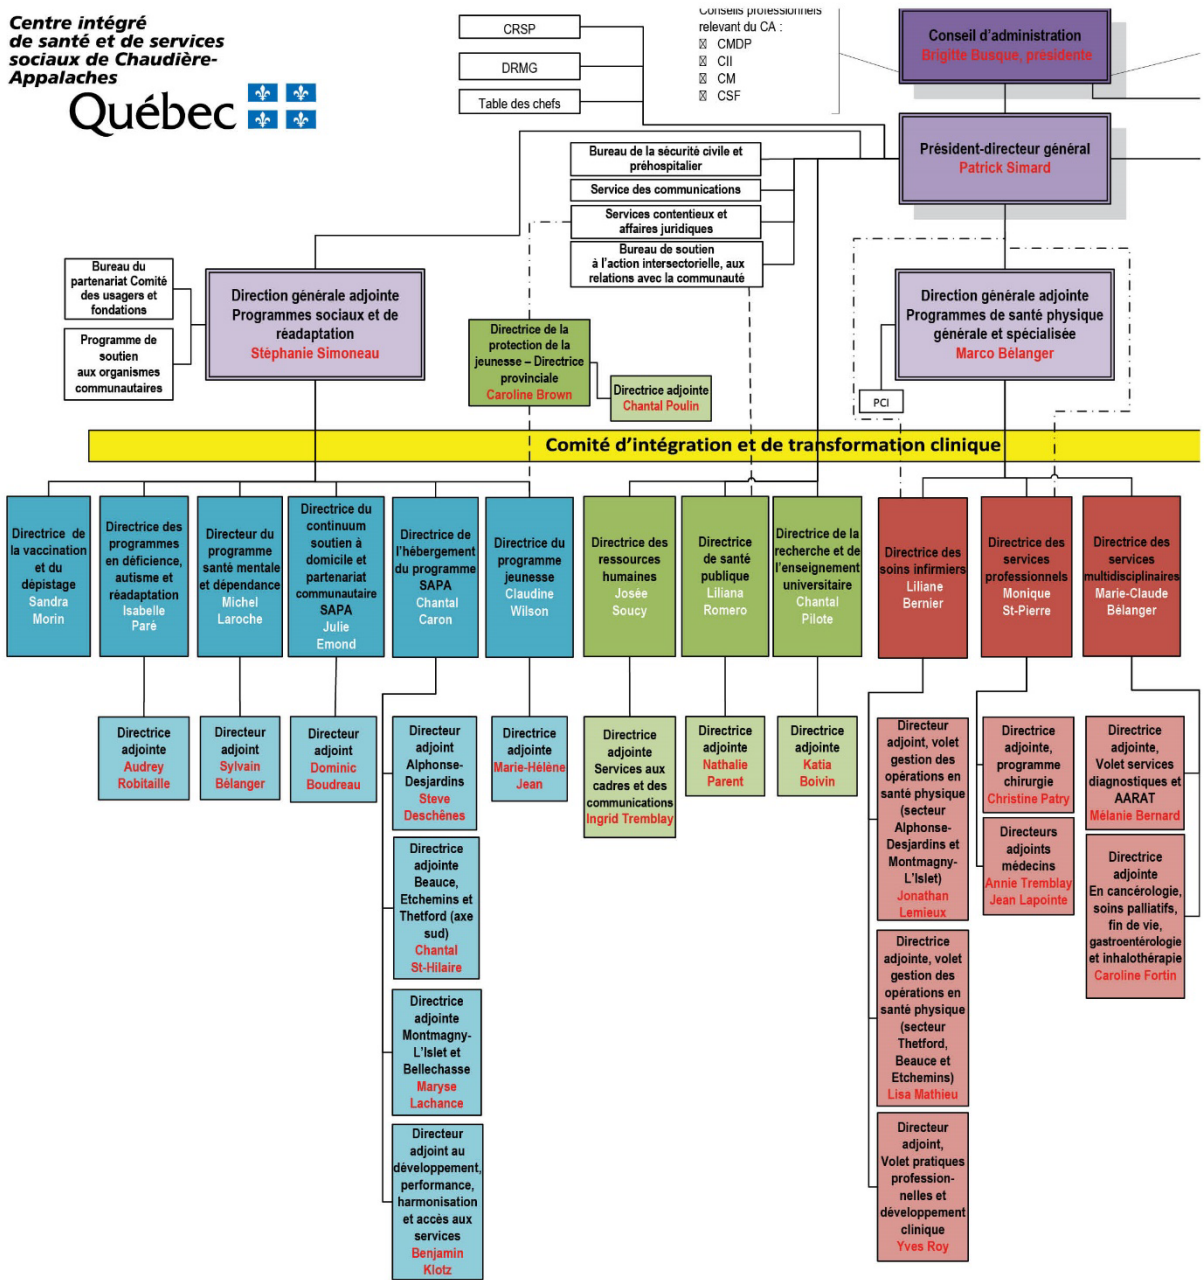 Centre intégré
de santé et de services
sociaux de Chaudière-
Appalaches
Québec
CRSP
DRMG
Table des chefs
Conseils professionnels
relevant du CA :
CMDP
CII
CM
CSF
Conseil d'administration
Brigitte Busque, présidente
Président-directeur général
Patrick Simard
Bureau de la sécurité civile et
préhospitalier
Service des communications
Services contentieux et
affaires juridiques
Bureau de soutien
à l'action intersectorielle, aux
relations avec la communauté
Bureau du
partenariat Comité
des usagers et
fondations
Programme de
soutien
aux organismes
communautaires
Direction générale adjointe
Programmes sociaux et de
réadaptation
Stéphanie Simoneau
Directrice de la
protection de la
jeunesse – Directrice
provinciale
Caroline Brown
Directrice adjointe
Chantal Poulin
Direction générale adjointe
Programmes de santé physique
générale et spécialisée
Marco Bélanger
PCI
Comité d'intégration et de transformation clinique
Directrice de
la vaccination
et du
dépistage
Sandra
Morin
Directrice des
programmes
en déficience,
autisme et
réadaptation
Isabelle
Paré
Directeur du
programme
santé mentale
et dépendance
Michel
Laroche
Directrice du
continuum
soutien à
domicile et
partenariat
communautaire
SAPA
Julie
Emond
Directrice de
l'hébergement
du programme
SAPA
Chantal
Caron
Directrice du
programme
jeunesse
Claudine
Wilson
Directrice des
ressources
humaines
Josée
Soucy
Directrice
de santé
publique
Liliana
Romero
Directrice de la
recherche et de
l'enseignement
universitaire
Chantal
Pilote
Directrice des
soins infirmiers
Liliane
Bernier
Directrice des
services
professionnels
Monique
St-Pierre
Directrice des
services
multidisciplinaires
Marie-Claude
Bélanger
Directrice
adjointe
Audrey
Robitaille
Directeur
adjoint
Sylvain
Bélanger
Directeur
adjoint
Dominic
Boudreau
Directeur
adjoint
Alphonse-
Desjardins
Steve
Deschênes
Directrice
adjointe
Beauce,
Etchemins et
Thetford (axe
sud)
Chantal
St-Hilaire
Directrice
adjointe
Montmagny-
L'Islet et
Bellechasse
Maryse
Lachance
Directeur
adjoint au
développement,
performance,
harmonisation
et accès aux
services
Benjamin
Klotz
Directrice
adjointe
Marie-Hélène
Jean
Directrice
adjointe
Services aux
cadres et des
communications
Ingrid Tremblay
Directrice
adjointe
Nathalie
Parent
Directrice
adjointe
Katia
Boivin
Directeur
adjoint, volet
gestion des
opérations en
santé physique
(secteur
Alphonse-
Desjardins et
Montmagny-
L'Islet)
Jonathan
Lemieux
Directrice
adjointe, volet
gestion des
opérations en
santé physique
(secteur
Thetford,
Beauce et
Etchemins)
Lisa Mathieu
Directeur
adjoint,
Volet pratiques
profession-
nelles et
développement
clinique
Yves Roy
Directrice
adjointe,
programme
chirurgie
Christine Patry
Directeurs
adjoints
médecins
Annie Tremblay
Jean Lapointe
Directrice
adjointe,
Volet services
diagnostiques et
AARAT
Mélanie Bernard
Directrice
adjointe
En cancérologie,
soins palliatifs,
fin de vie,
gastroentérologie
et inhalothérapie
Caroline Fortin